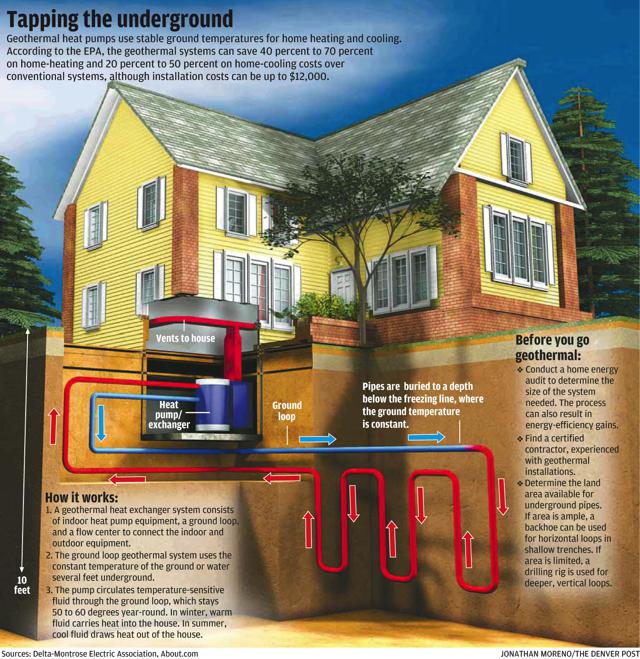 Tapping the underground
Geothermal heat pumps use stable ground temperatures for home heating and cooling.
According to the EPA, the geothermal systems can save 40 percent to 70 percent
on home-heating and 20 percent to 50 percent on home-cooling costs over
conventional systems, although installation costs can be up to $12,000.
Vents to house
Heat
pump/
exchanger
Ground
loop
Pipes are buried to a depth
below the freezing line, where
the ground temperature
is constant.
Before you go
geothermal:
❖ Conduct a home energy
audit to determine the
size of the system
needed. The process
can also result in
energy-efficiency gains.
❖ Find a certified
contractor, experienced
with geothermal
installations.
❖ Determine the land
area available for
underground pipes.
If area is ample, a
backhoe can be used
for horizontal loops in
shallow trenches. If
area is limited, a
drilling rig is used for
deeper, vertical loops.
How it works:
1. A geothermal heat exchanger system consists
of indoor heat pump equipment, a ground loop,
and a flow center to connect the indoor and
outdoor equipment.
2. The ground loop geothermal system uses the
constant temperature of the ground or water
several feet underground.
3. The pump circulates temperature-sensitive
fluid through the ground loop, which stays
50 to 60 degrees year-round. In winter, warm
fluid carries heat into the house. In summer,
cool fluid draws heat out of the house.
10
feet
Sources: Delta-Montrose Electric Association, About.com
JONATHAN MORENO/THE DENVER POST